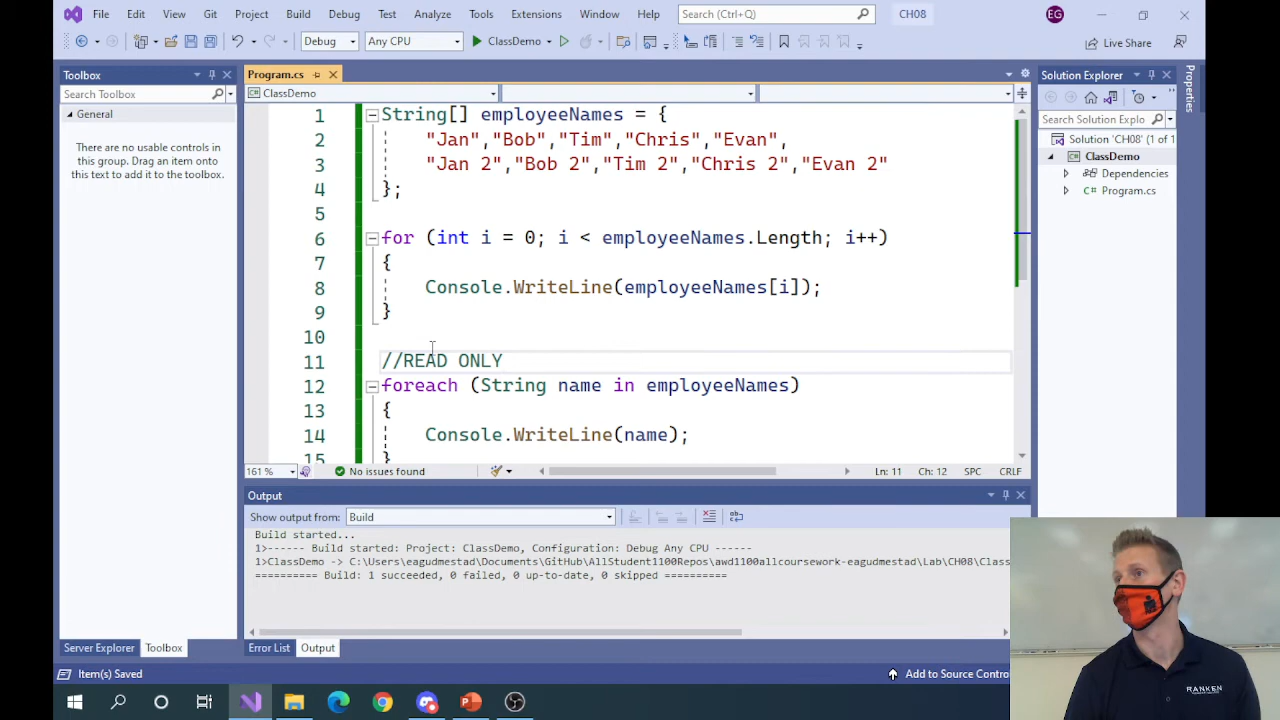 File Edit View Git Project Build Debug Test Analyze Tools Extensions Window Help Search (Ctrl+Q) CH08 EG
Debug Any CPU ClassDemo Live Share
Toolbox
Search Toolbox
General
There are no usable controls in
this group. Drag an item onto
this text to add it to the toolbox.
Server Explorer Toolbox
Program.cs
ClassDemo
1 String[] employeeNames = {
2 "Jan","Bob","Tim","Chris","Evan",
3 "Jan 2","Bob 2","Tim 2","Chris 2","Evan 2"
4 };
5
6 for (int i = 0; i < employeeNames.Length; i++)
7 {
8 Console.WriteLine(employeeNames[i]);
9 }
10
11 //READ ONLY
12 foreach (String name in employeeNames)
13 {
14 Console.WriteLine(name);
15 }
161 % No issues found Ln: 11 Ch: 12 SPC CRLF
Output
Show output from: Build
Build started...
1>------ Build started: Project: ClassDemo, Configuration: Debug Any CPU ------
1>ClassDemo -> C:\Users\eagudmestad\Documents\GitHub\AllStudent1100Repos\awd1100allcoursework-eagudmestad\Lab\CH08\Class
========== Build: 1 succeeded, 0 failed, 0 up-to-date, 0 skipped ==========
Error List Output
Solution Explorer
Search Solution Explo
Solution 'CH08' (1 of 1
ClassDemo
Dependencies
C# Program.cs
Properties
Item(s) Saved Add to Source Contro
RANKEN